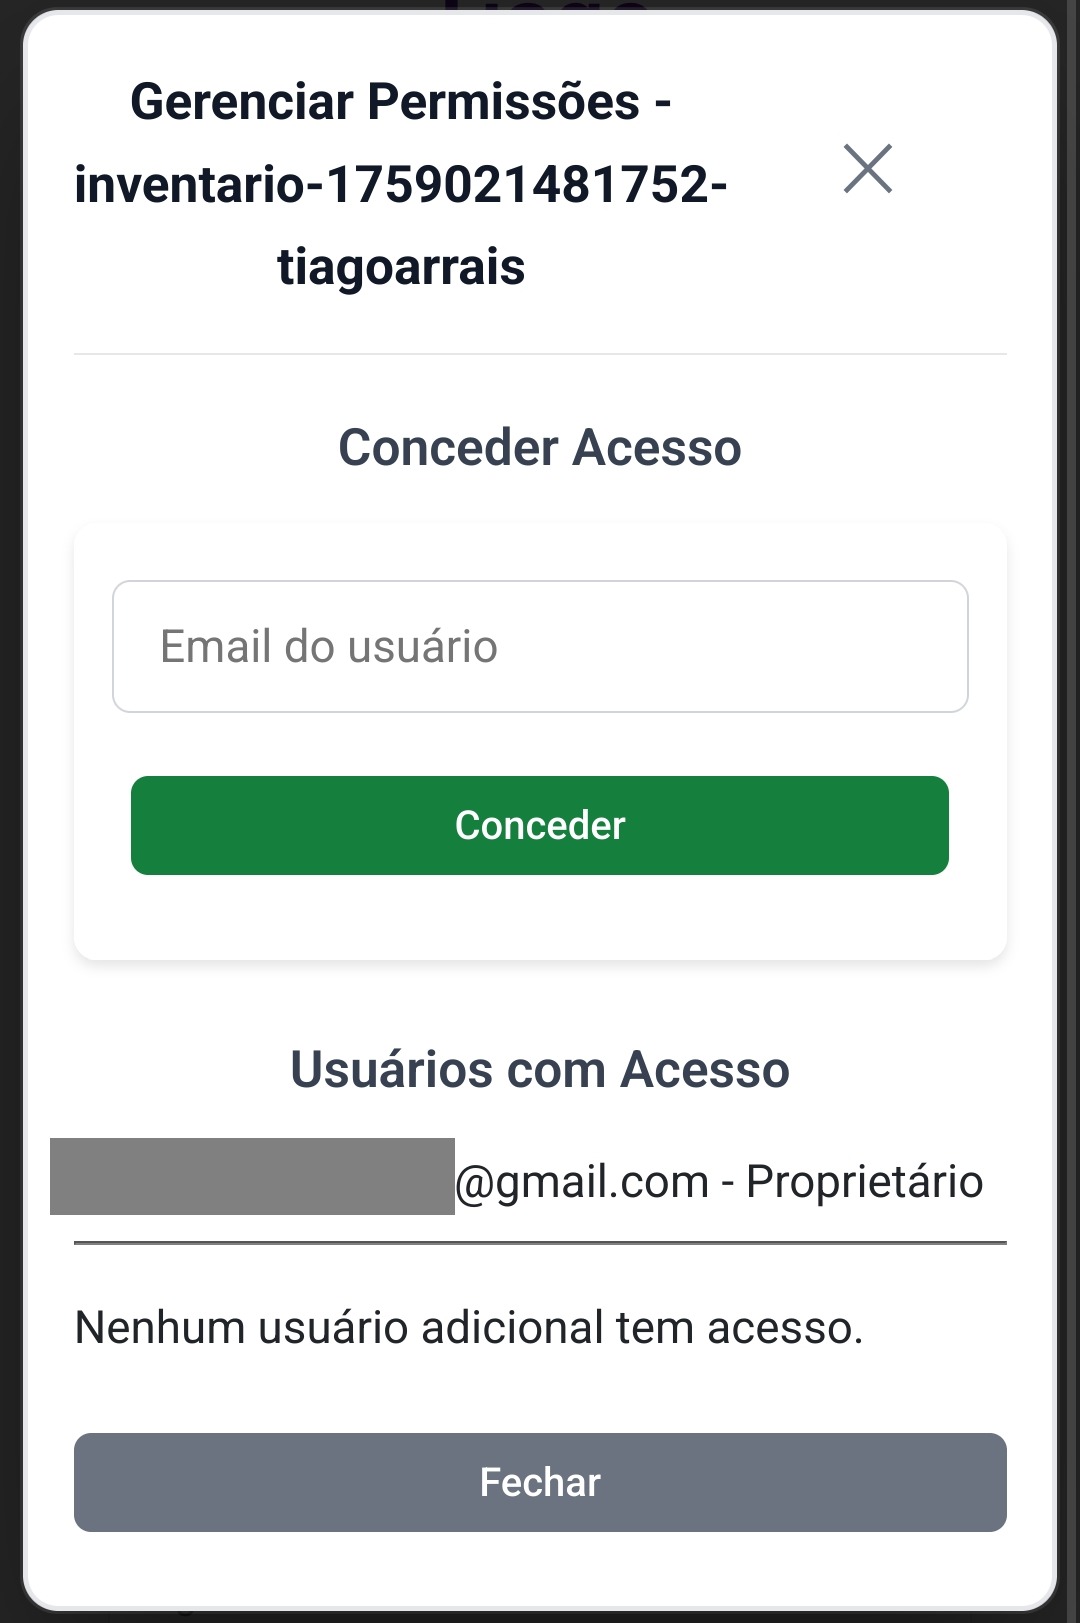 Gerenciar Permissões -
inventario-1759021481752-
tiagoarrais
Conceder Acesso
Email do usuário
Conceder
Usuários com Acesso
@gmail.com - Proprietário
Nenhum usuário adicional tem acesso.
Fechar